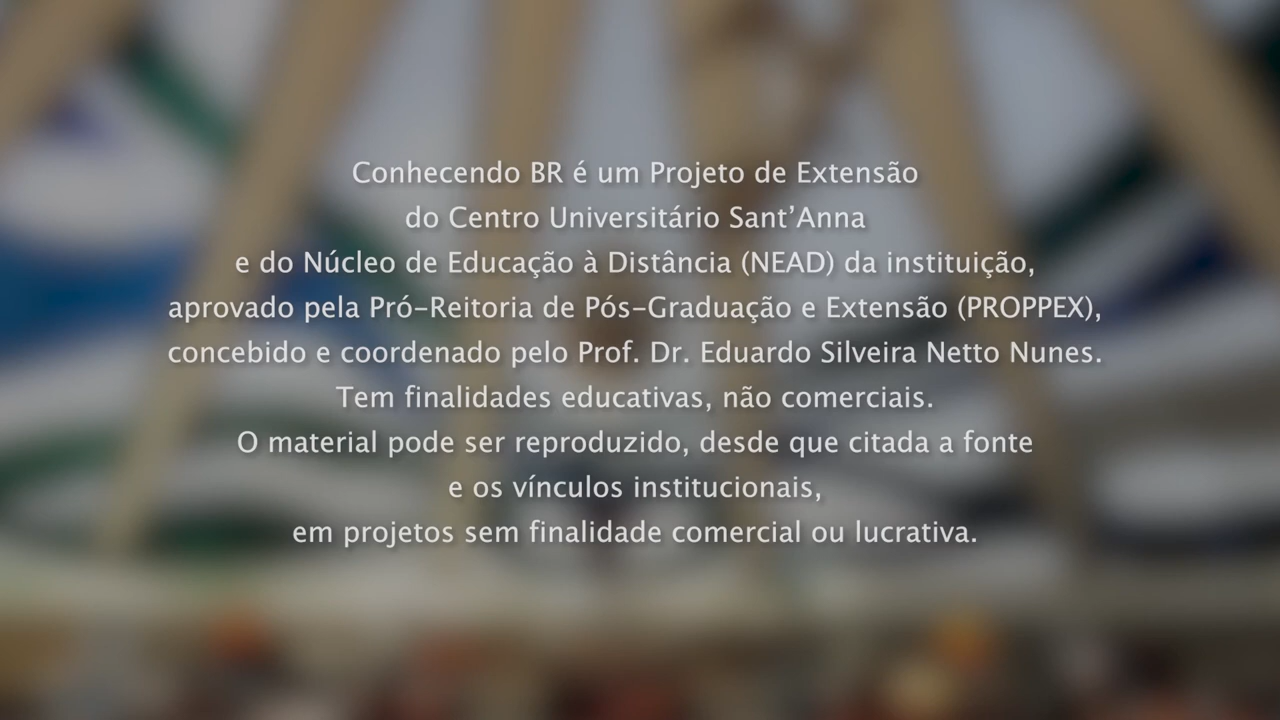 Conhecendo BR é um Projeto de Extensão
do Centro Universitário Sant’Anna
e do Núcleo de Educação à Distância (NEAD) da instituição,
aprovado pela Pró-Reitoria de Pós-Graduação e Extensão (PROPPEX),
concebido e coordenado pelo Prof. Dr. Eduardo Silveira Netto Nunes.
Tem finalidades educativas, não comerciais.
O material pode ser reproduzido, desde que citada a fonte
e os vínculos institucionais,
em projetos sem finalidade comercial ou lucrativa.